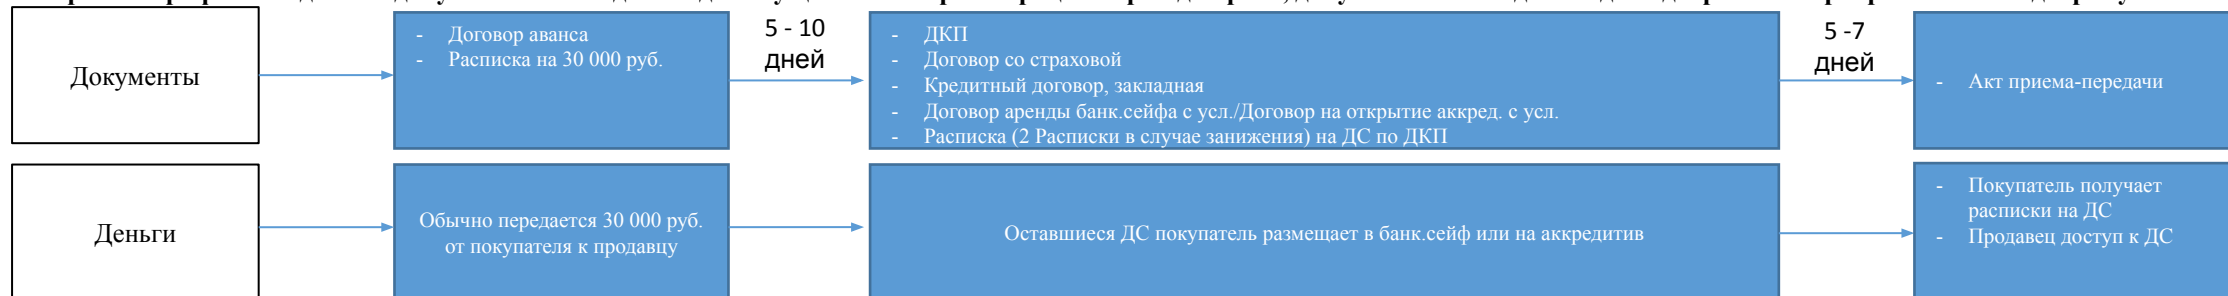 Документы
- Договор аванса
- Расписка на 30 000 руб.
5 - 10
дней
- ДКП
- Договор со страховой
- Кредитный договор, закладная
- Договор аренды банк.сейфа с усл./Договор на открытие аккред. с усл.
- Расписка (2 Расписки в случае занижения) на ДС по ДКП
5 -7
дней
- Акт приема-передачи
Деньги
Обычно передается 30 000 руб.
от покупателя к продавцу
Оставшиеся ДС покупатель размещает в банк.сейф или на аккредитив
- Покупатель получает
расписки на ДС
- Продавец доступ к ДС